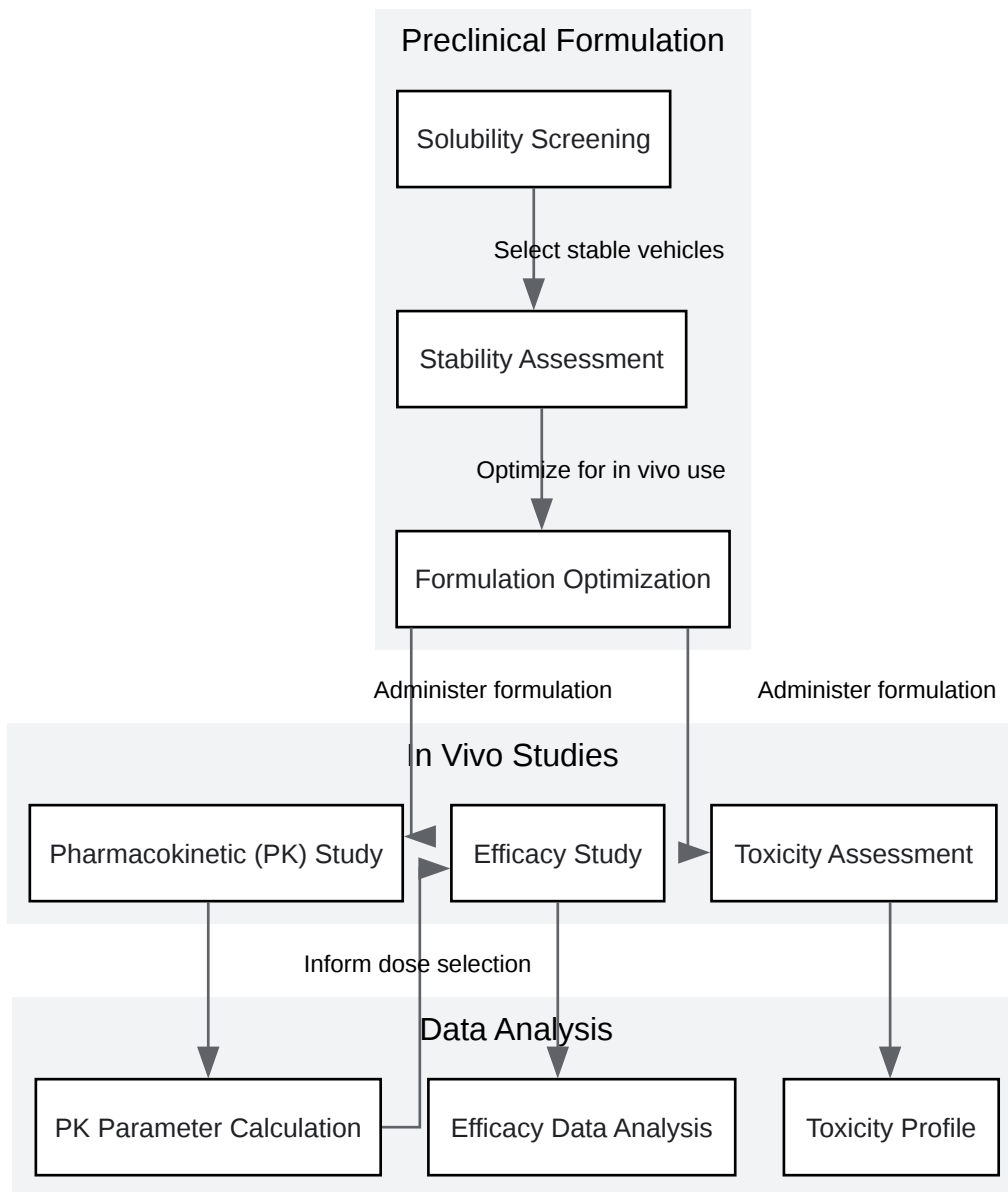 Preclinical Formulation
Solubility Screening
Select stable vehicles
Stability Assessment
Optimize for in vivo use
Formulation Optimization
Administer formulation
Administer formulation
In Vivo Studies
Pharmacokinetic (PK) Study
Efficacy Study
Toxicity Assessment
Inform dose selection
Data Analysis
PK Parameter Calculation
Efficacy Data Analysis
Toxicity Profile